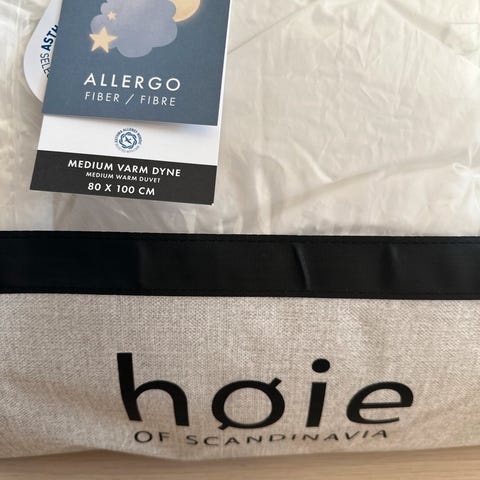 ALLERGO
FIBER / FIBRE
MEDIUM VARM DYNE
MEDIUM WARM DUVET
80 X 100 CM
høie
OF SCANDINAVIA